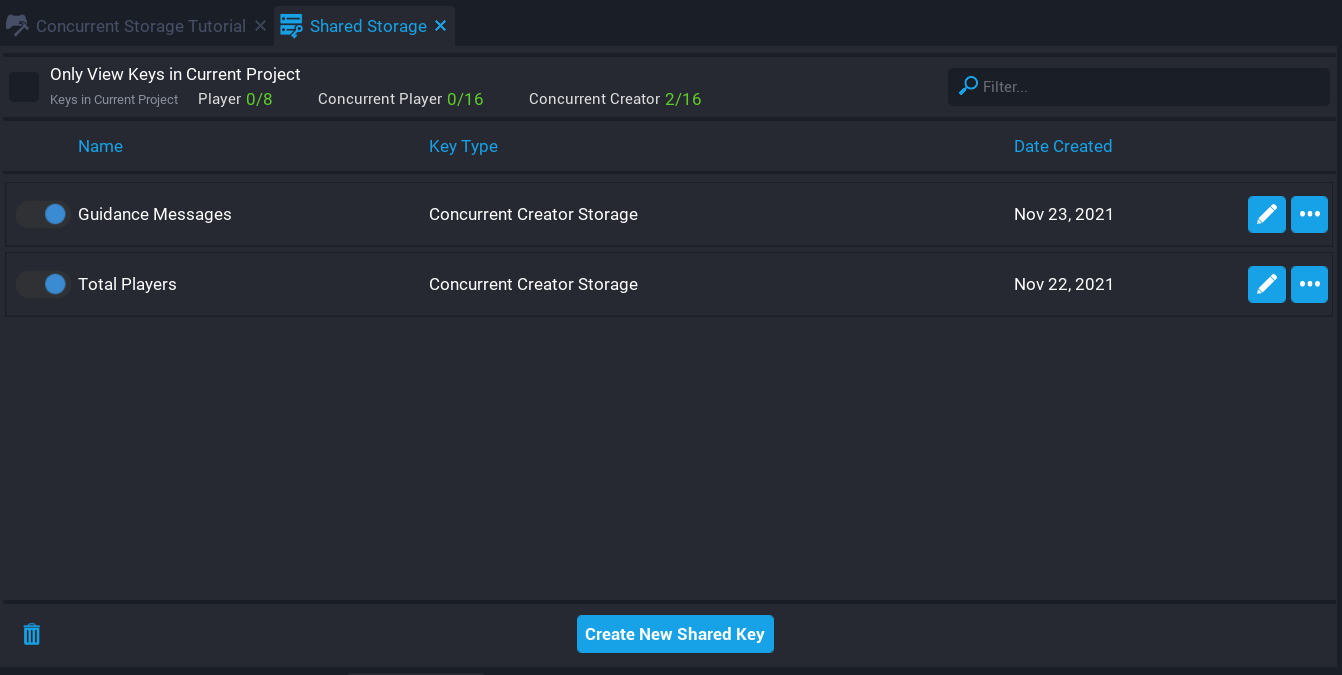 Concurrent Storage Tutorial
Shared Storage
Only View Keys in Current Project
Keys in Current Project Player 0/8 Concurrent Player 0/16 Concurrent Creator 2/16
Filter...
Name Key Type Date Created
Guidance Messages Concurrent Creator Storage Nov 23, 2021
Total Players Concurrent Creator Storage Nov 22, 2021
Create New Shared Key